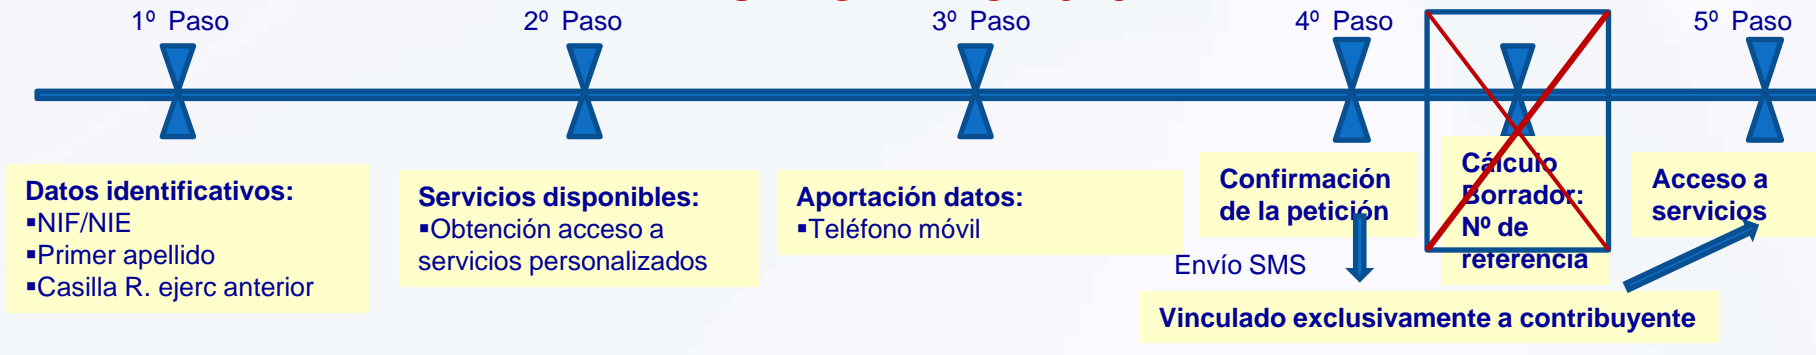 1º Paso
2º Paso
3º Paso
4º Paso
5º Paso
Datos identificativos:
▪NIF/NIE
▪Primer apellido
▪Casilla R. ejerc anterior
Servicios disponibles:
▪Obtención acceso a
servicios personalizados
Aportación datos:
▪Teléfono móvil
Confirmación
de la petición
Cálculo
Borrador:
Nº de
referencia
Acceso a
servicios
Envío SMS
Vinculado exclusivamente a contribuyente